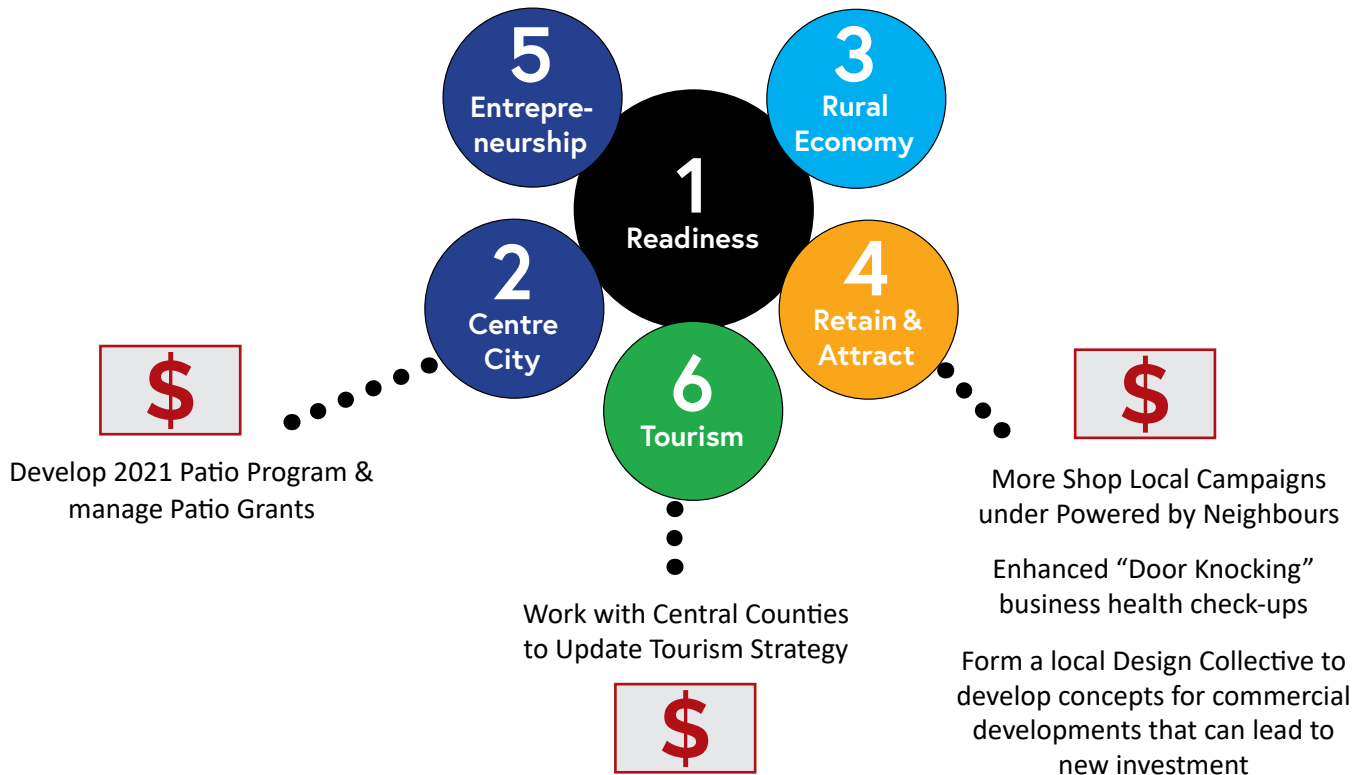 5
Entrepre-
neurship
3
Rural
Economy
1
Readiness
2
Centre
City
4
Retain &
Attract
6
Tourism
$
Develop 2021 Patio Program &
manage Patio Grants
Work with Central Counties
to Update Tourism Strategy
$
$
More Shop Local Campaigns
under Powered by Neighbours
Enhanced “Door Knocking”
business health check-ups
Form a local Design Collective to
develop concepts for commercial
developments that can lead to
new investment